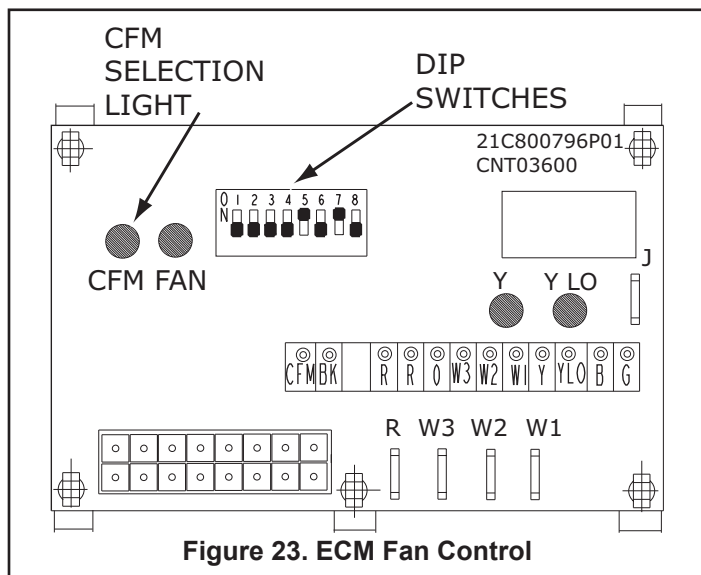 CFM
SELECTION
LIGHT
DIP
SWITCHES
21C800796P01
CNT03600
ON 1 2 3 4 5 6 7 8
CFM FAN
Y Y LO
J
CFM BK R R O W3 W2 W1 Y YLO B G
R W3 W2 W1
Figure 23. ECM Fan Control